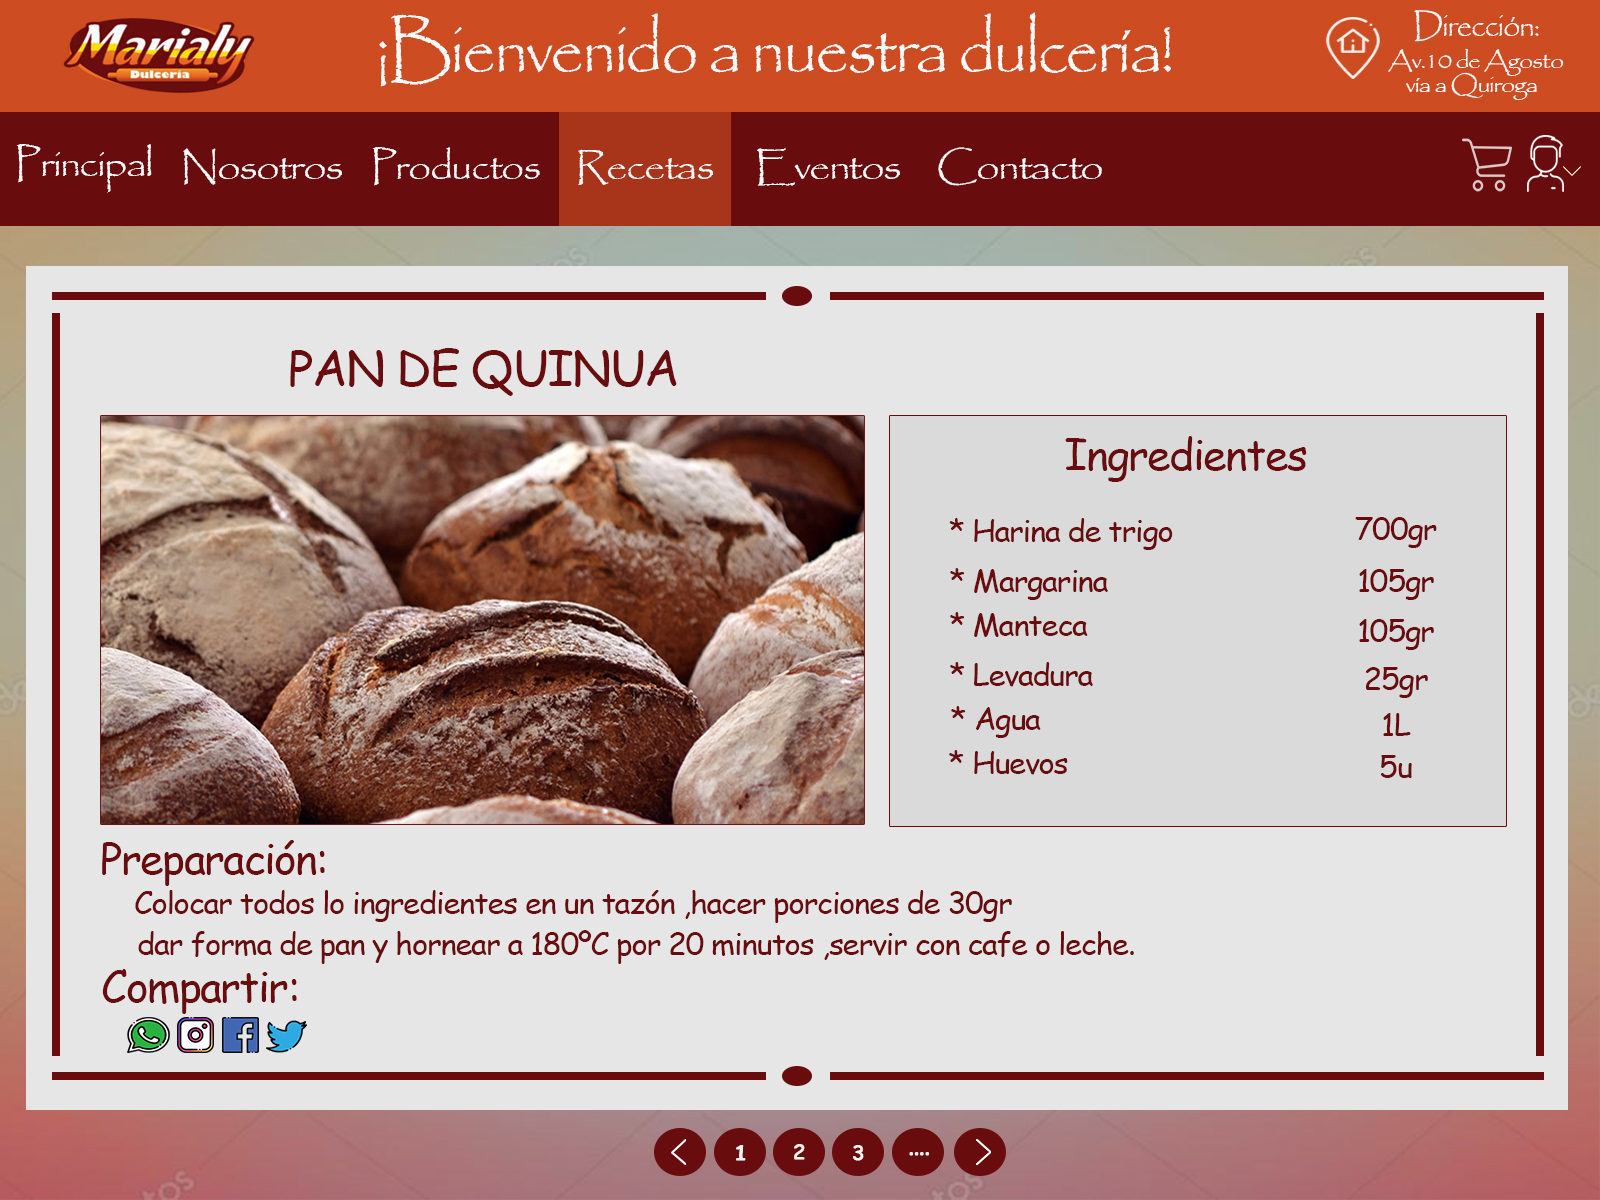 Marialy
Dulcería
¡Bienvenido a nuestra dulcería!
Dirección:
Av.10 de Agosto
vía a Quiroga
Principal Nosotros Productos Recetas Eventos Contacto
PAN DE QUINUA
Ingredientes
* Harina de trigo 700gr
* Margarina 105gr
* Manteca 105gr
* Levadura 25gr
* Agua 1L
* Huevos 5u
Preparación:
Colocar todos lo ingredientes en un tazón ,hacer porciones de 30gr
dar forma de pan y hornear a 180ºC por 20 minutos ,servir con cafe o leche.
Compartir:
1 2 3 ....